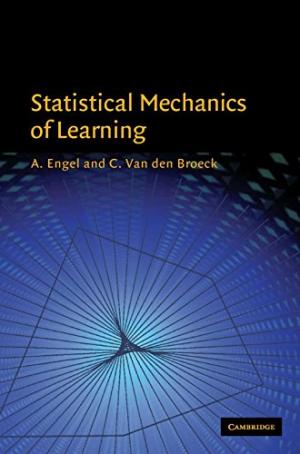 Statistical Mechanics
of Learning
A. Engel and C. Van den Broeck
CAMBRIDGE